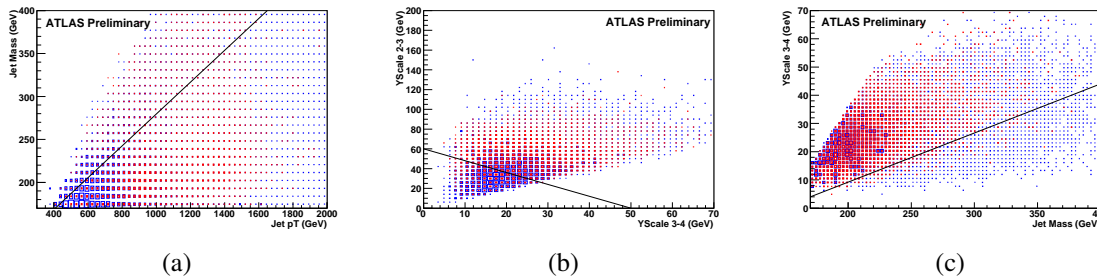 ATLAS Preliminary
Jet Mass (GeV)
400
350
300
250
200
400 600 800 1000 1200 1400 1600 1800 2000
Jet pT (GeV)
(a)
ATLAS Preliminary
YScale 2-3 (GeV)
200
180
160
140
120
100
80
60
40
20
0
0 10 20 30 40 50 60 70
YScale 3-4 (GeV)
(b)
ATLAS Preliminary
YScale 3-4 (GeV)
70
60
50
40
30
20
10
0
200 250 300 350
Jet Mass (GeV)
(c)